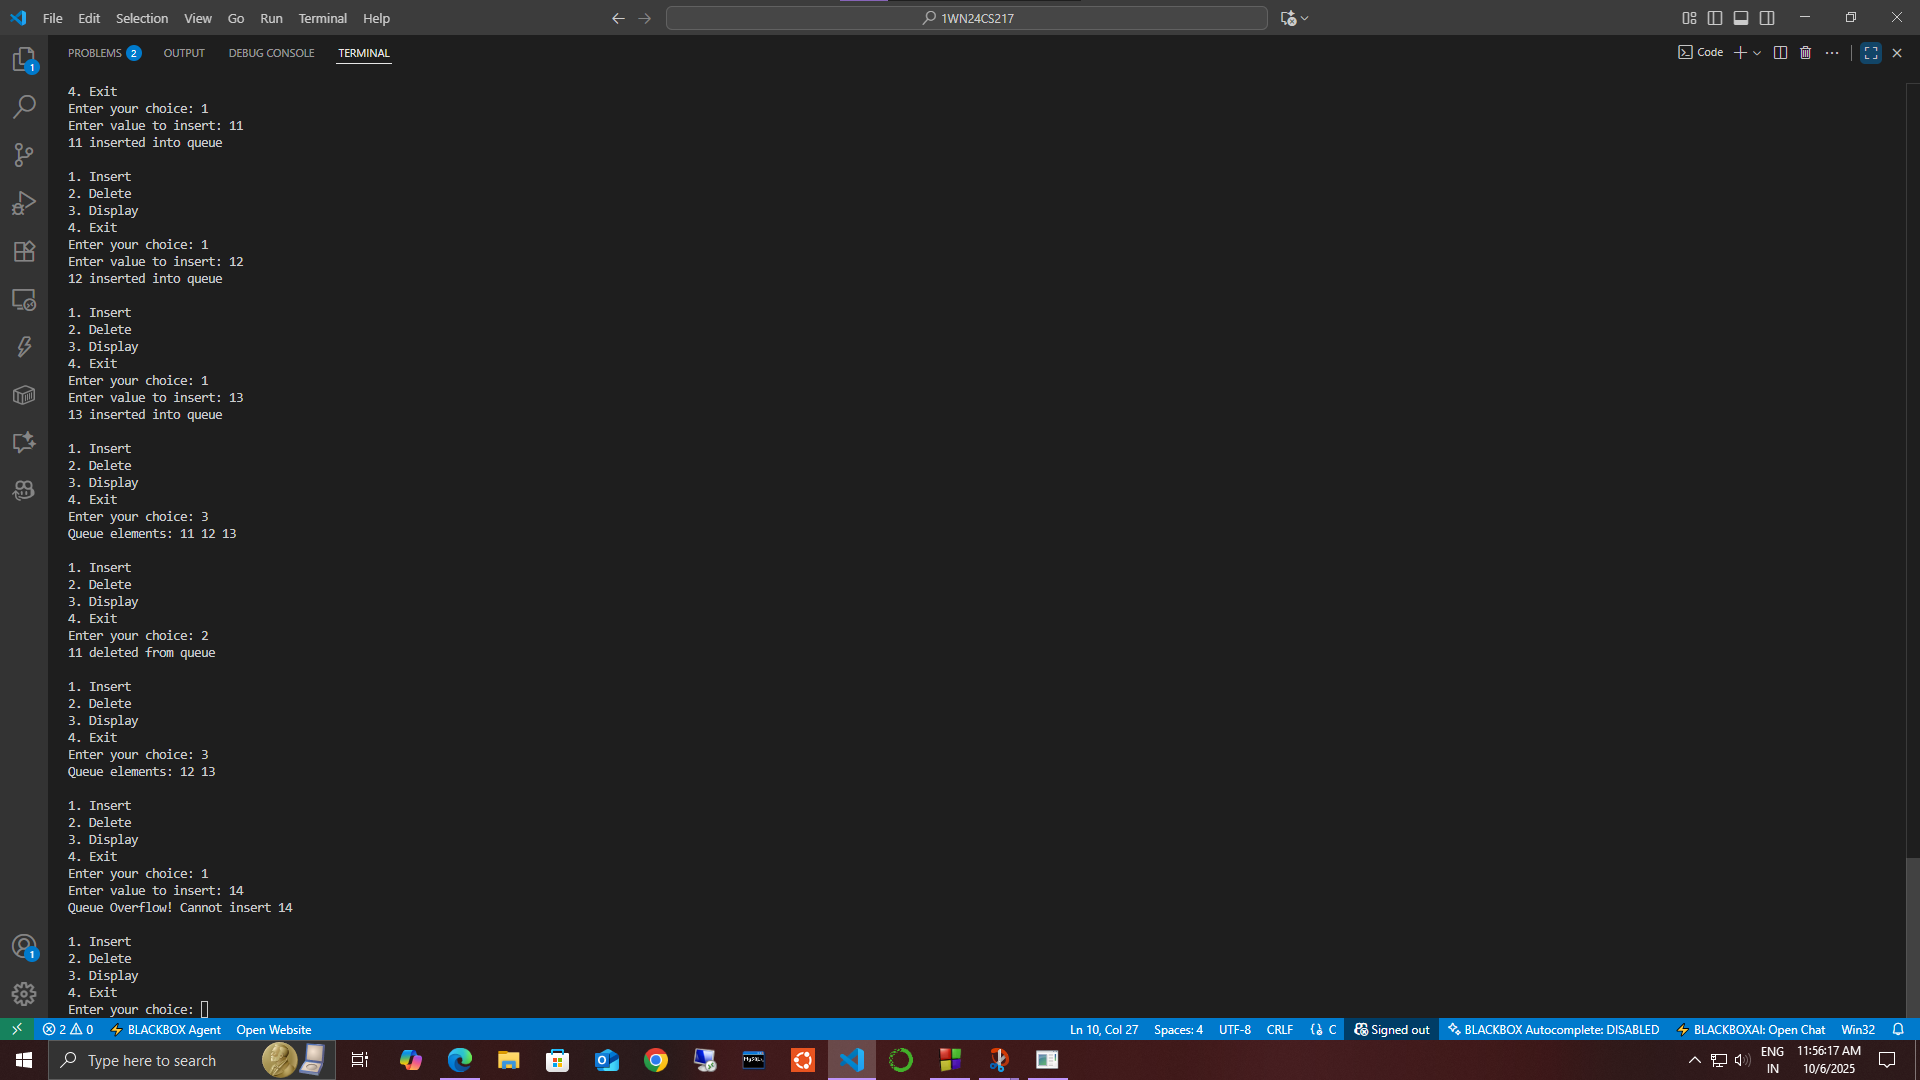 File Edit Selection View Go Run Terminal Help
1WN24CS217
PROBLEMS 2 OUTPUT DEBUG CONSOLE TERMINAL
Code
1
4. Exit
Enter your choice: 1
Enter value to insert: 11
11 inserted into queue
1. Insert
2. Delete
3. Display
4. Exit
Enter your choice: 1
Enter value to insert: 12
12 inserted into queue
1. Insert
2. Delete
3. Display
4. Exit
Enter your choice: 1
Enter value to insert: 13
13 inserted into queue
1. Insert
2. Delete
3. Display
4. Exit
Enter your choice: 3
Queue elements: 11 12 13
1. Insert
2. Delete
3. Display
4. Exit
Enter your choice: 2
11 deleted from queue
1. Insert
2. Delete
3. Display
4. Exit
Enter your choice: 3
Queue elements: 12 13
1. Insert
2. Delete
3. Display
4. Exit
Enter your choice: 1
Enter value to insert: 14
Queue Overflow! Cannot insert 14
1. Insert
2. Delete
3. Display
4. Exit
Enter your choice:
1
2 0 BLACKBOX Agent Open Website Ln 10, Col 27 Spaces: 4 UTF-8 CRLF {} C Signed out BLACKBOX Autocomplete: DISABLED BLACKBOXAI: Open Chat Win32
Type here to search
MySQL
ENG
IN
11:56:17 AM
10/6/2025